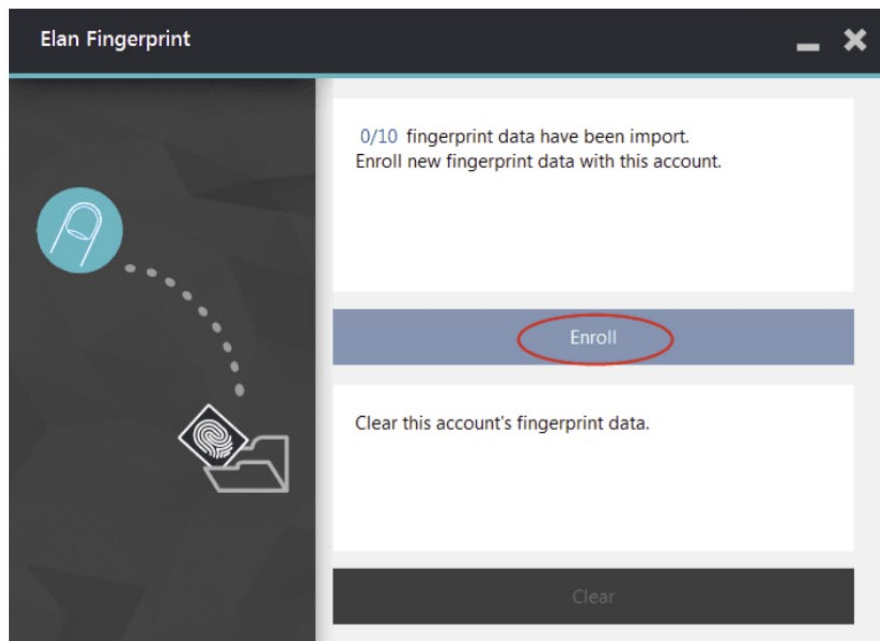 Elan Fingerprint
0/10 fingerprint data have been import.
Enroll new fingerprint data with this account.
Enroll
Clear this account's fingerprint data.
Clear